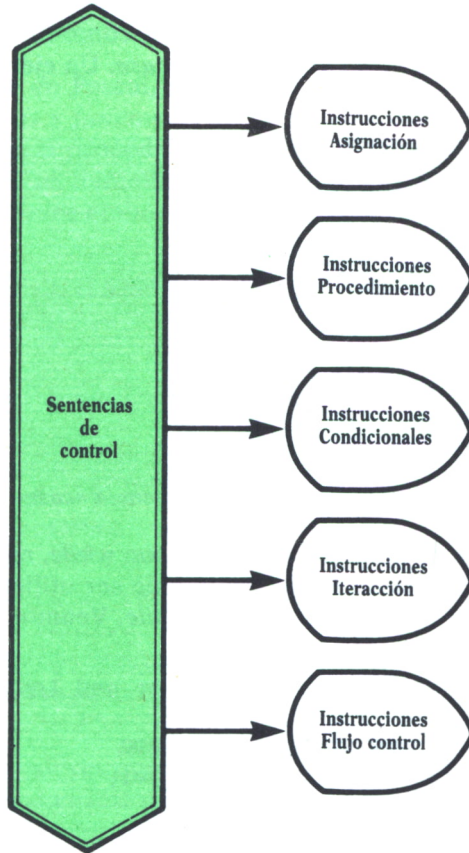 Instrucciones
Asignación
Instrucciones
Procedimiento
Sentencias
de
control
Instrucciones
Condicionales
Instrucciones
Iteracción
Instrucciones
Flujo control